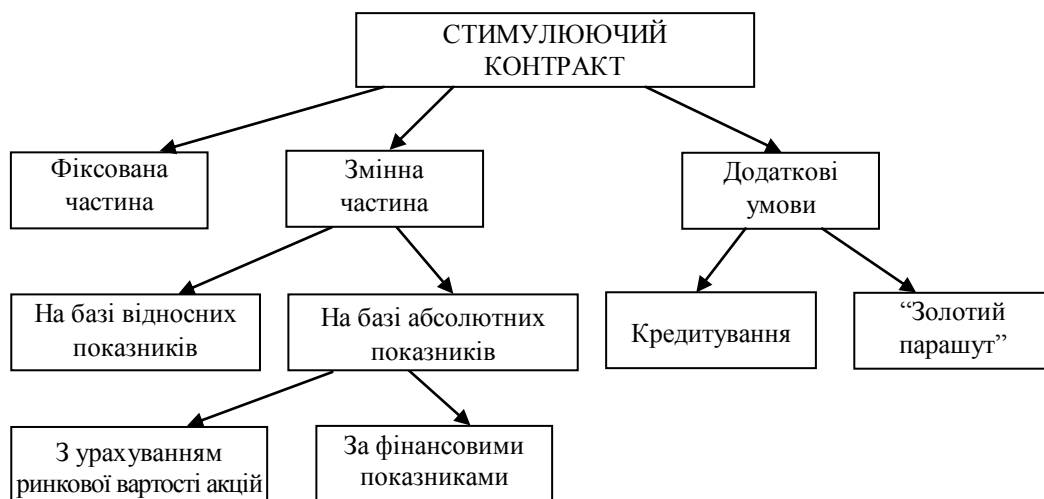 СТИМУЛЮЮЧИЙ
КОНТРАКТ
Фіксована
частина
Змінна
частина
Додаткові
умови
На базі відносних
показників
На базі абсолютних
показників
Кредитування
“Золотий
парашут”
З урахуванням
ринкової вартості акцій
За фінансовими
показниками